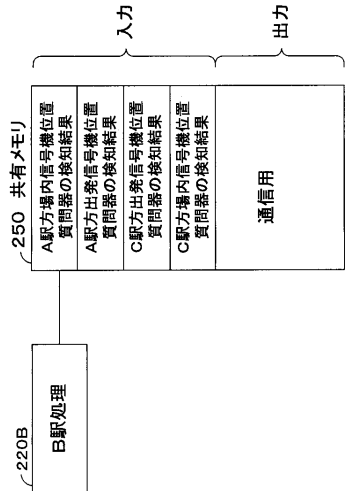 220B
B駅処理
250 共有メモリ
A駅方場内信号機位置
質問器の検知結果
A駅方出発信号機位置
質問器の検知結果
C駅方出発信号機位置
質問器の検知結果
C駅方場内信号機位置
質問器の検知結果
通信用
入力
出力